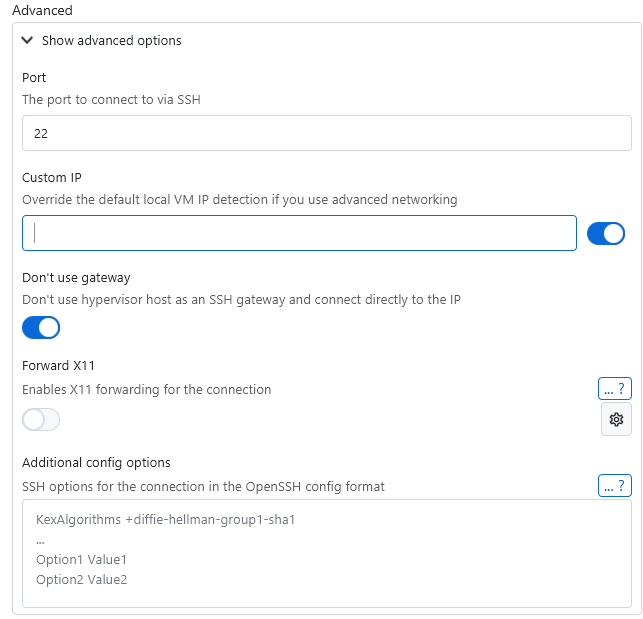 Advanced
Show advanced options
Port
The port to connect to via SSH
22
Custom IP
Override the default local VM IP detection if you use advanced networking
Don't use gateway
Don't use hypervisor host as an SSH gateway and connect directly to the IP
Forward X11
Enables X11 forwarding for the connection
... ?
Additional config options
SSH options for the connection in the OpenSSH config format
... ?
KexAlgorithms +diffie-hellman-group1-sha1
...
Option1 Value1
Option2 Value2